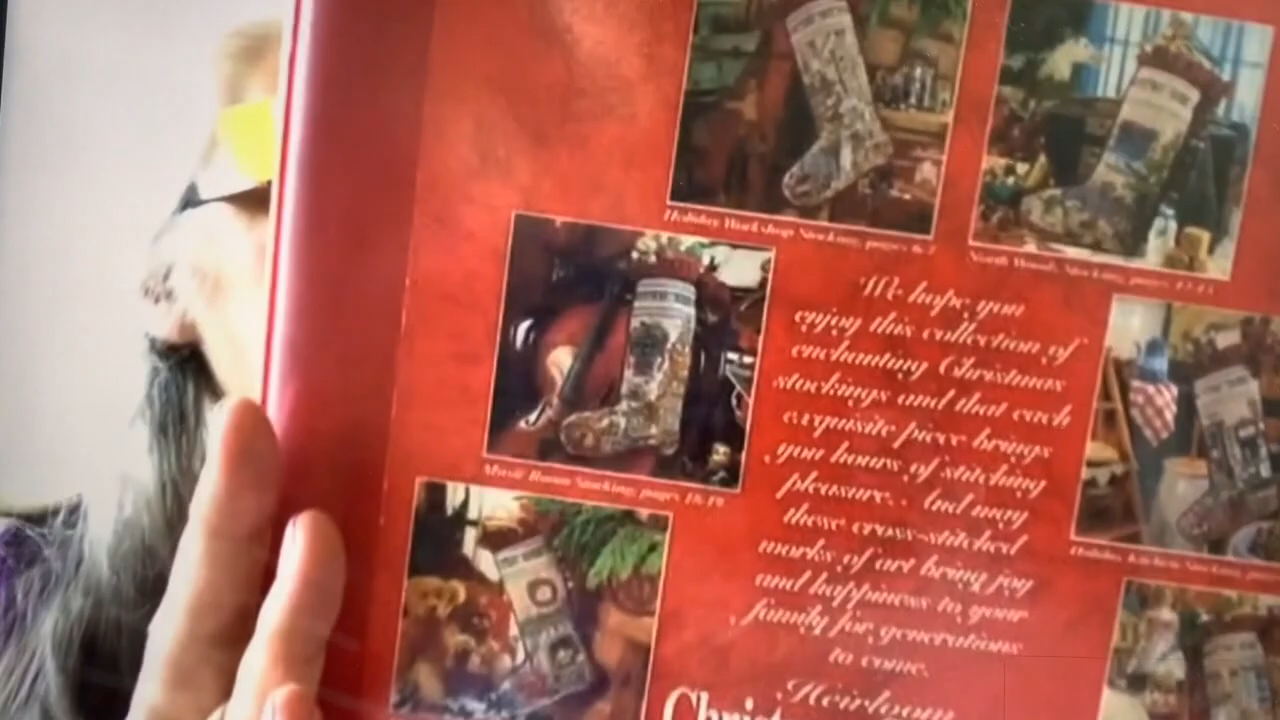 Holiday Workshop Stocking, pages 6-7
North Stocking, pages
We hope you
enjoy this collection of
enchanting Christmas
stockings and that each
exquisite piece brings
you hours of stitching
pleasure. And may
these cross-stitched
works of art bring joy
and happiness to your
family for generations
to come.
Music Room Stocking, pages 18-19
Holiday Kitchen Stocking, pages
Heirloom
Christ